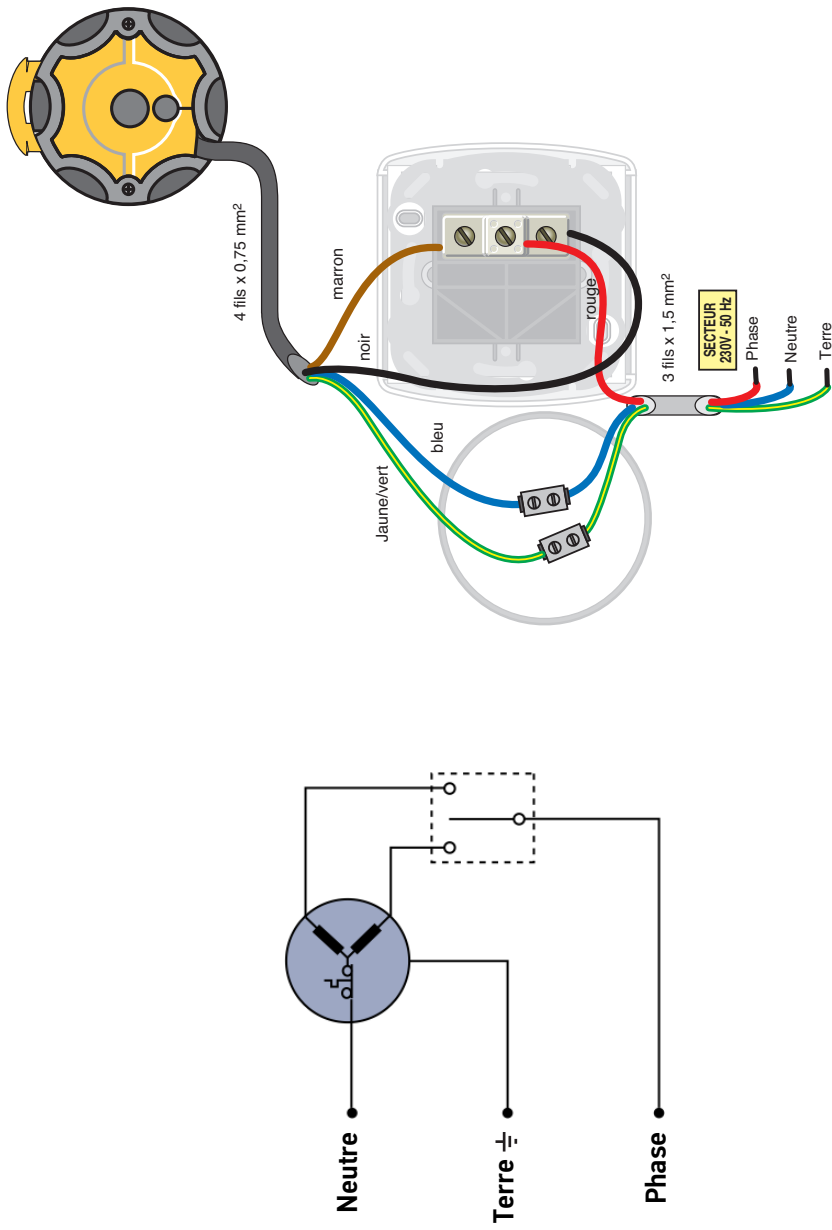 4 fils x 0,75 mm²
marron
noir
bleu
Jaune/vert
rouge
3 fils x 1,5 mm²
SECTEUR
230V - 50 Hz
Phase
Neutre
Terre
Neutre
Terre
Phase